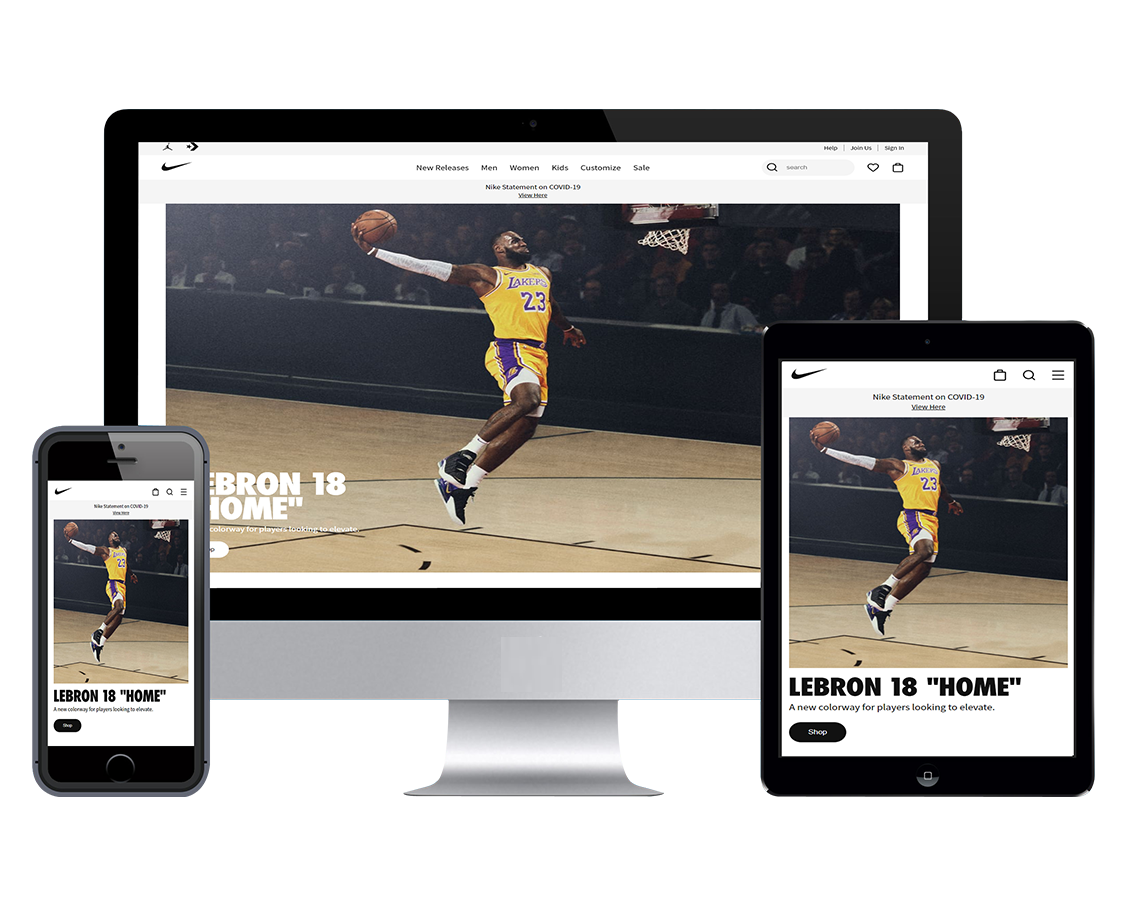 Help | Join Us | Sign In
New Releases Men Women Kids Customize Sale
search
Nike Statement on COVID-19
View Here
LAKERS
23
EBRON 18
HOME"
colorway for players looking to elevate.
Nike Statement on COVID-19
View Here
LAKERS
23
LEBRON 18 "HOME"
A new colorway for players looking to elevate.
Shop
Nike Statement on COVID-19
View Here
LAKERS
23
LEBRON 18 "HOME"
A new colorway for players looking to elevate.
Shop